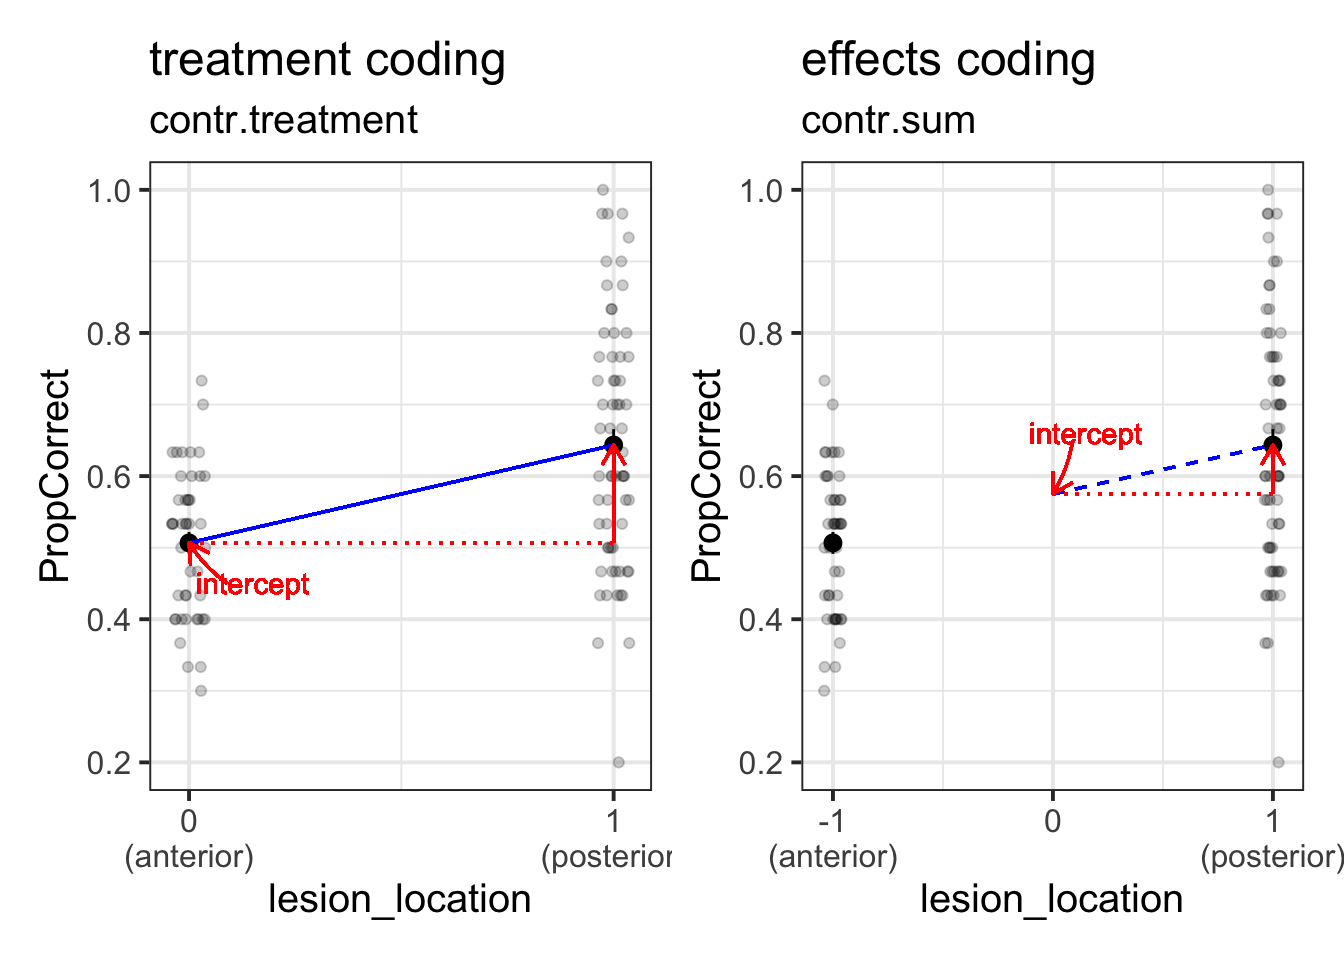 treatment coding
contr.treatment
PropCorrect
1.0
0.8
0.6
0.4
0.2
intercept
0
1
(anterior)
(posterior
lesion_location
effects coding
contr.sum
PropCorrect
1.0
0.8
0.6
0.4
0.2
intercept
-1
0
1
(anterior)
(posterior)
lesion_location